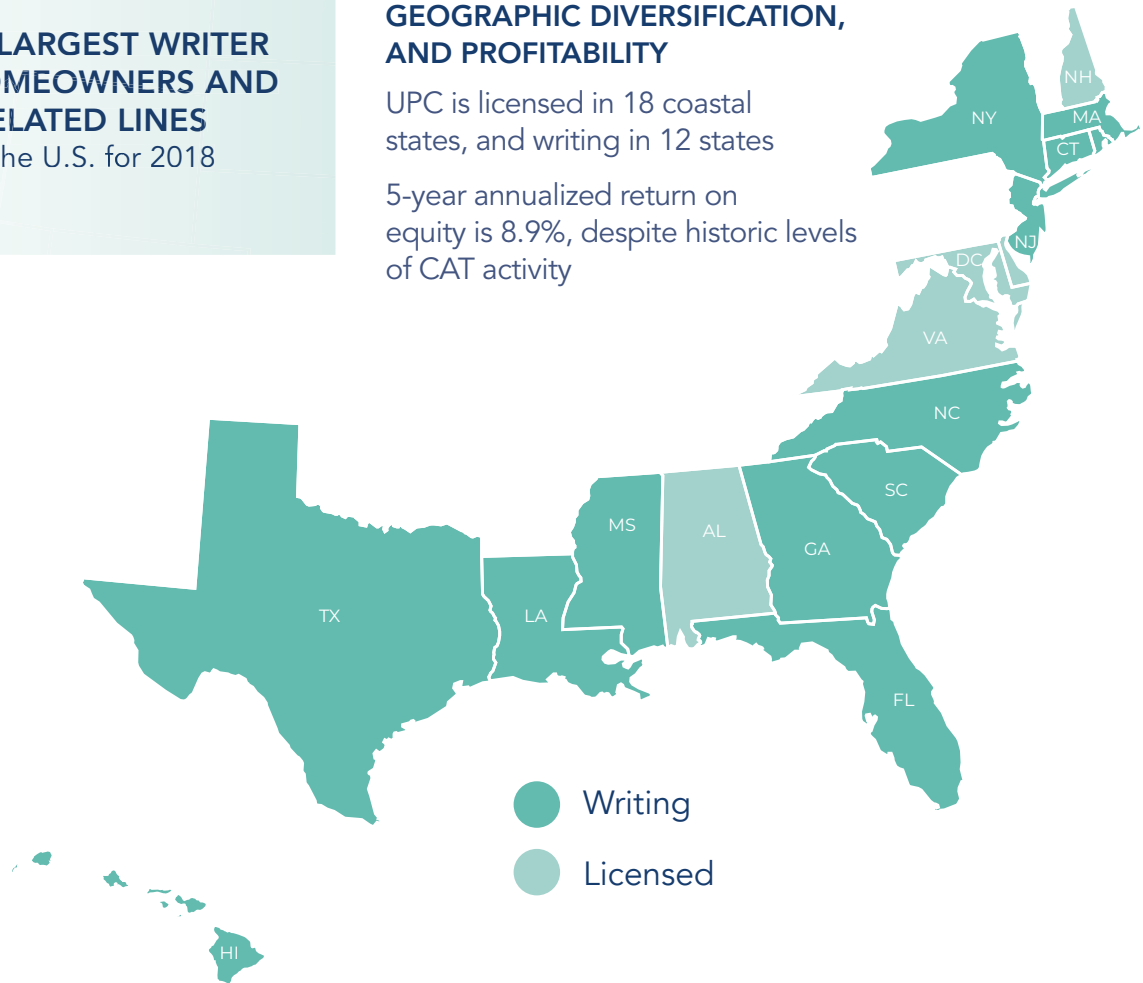 LARGEST WRITER
OMEOWNERS AND
ELATED LINES
he U.S. for 2018
GEOGRAPHIC DIVERSIFICATION,
AND PROFITABILITY
UPC is licensed in 18 coastal
states, and writing in 12 states
5-year annualized return on
equity is 8.9%, despite historic levels
of CAT activity
NH
NY
MA
CT
NJ
DC
VA
NC
SC
MS
AL
GA
TX
LA
FL
Writing
Licensed
HI